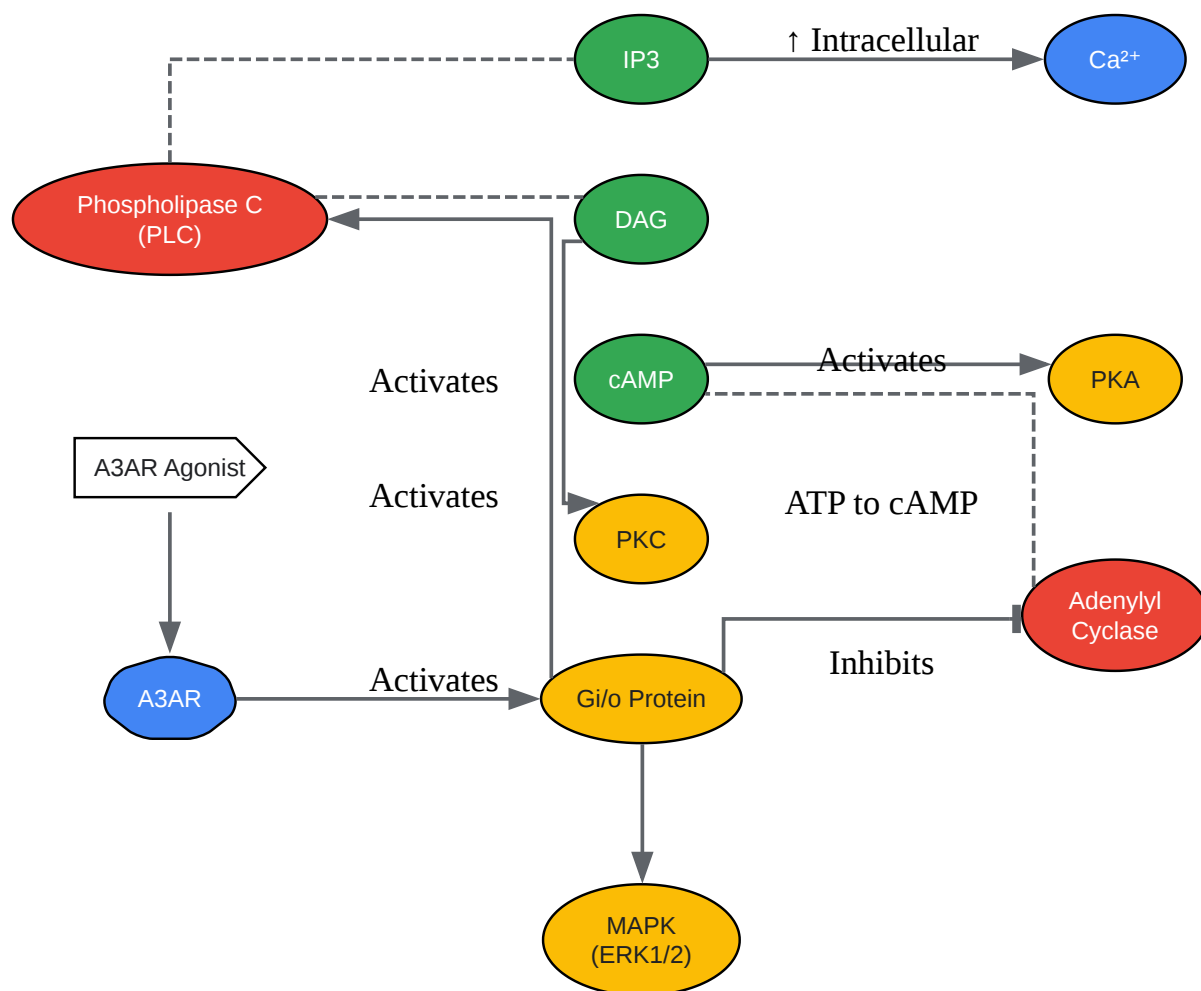 IP3
↑ Intracellular
Ca²⁺
Phospholipase C
(PLC)
DAG
Activates
cAMP
Activates
PKA
A3AR Agonist
Activates
ATP to cAMP
PKC
Adenylyl
Cyclase
A3AR
Activates
Gi/o Protein
Inhibits
MAPK
(ERK1/2)